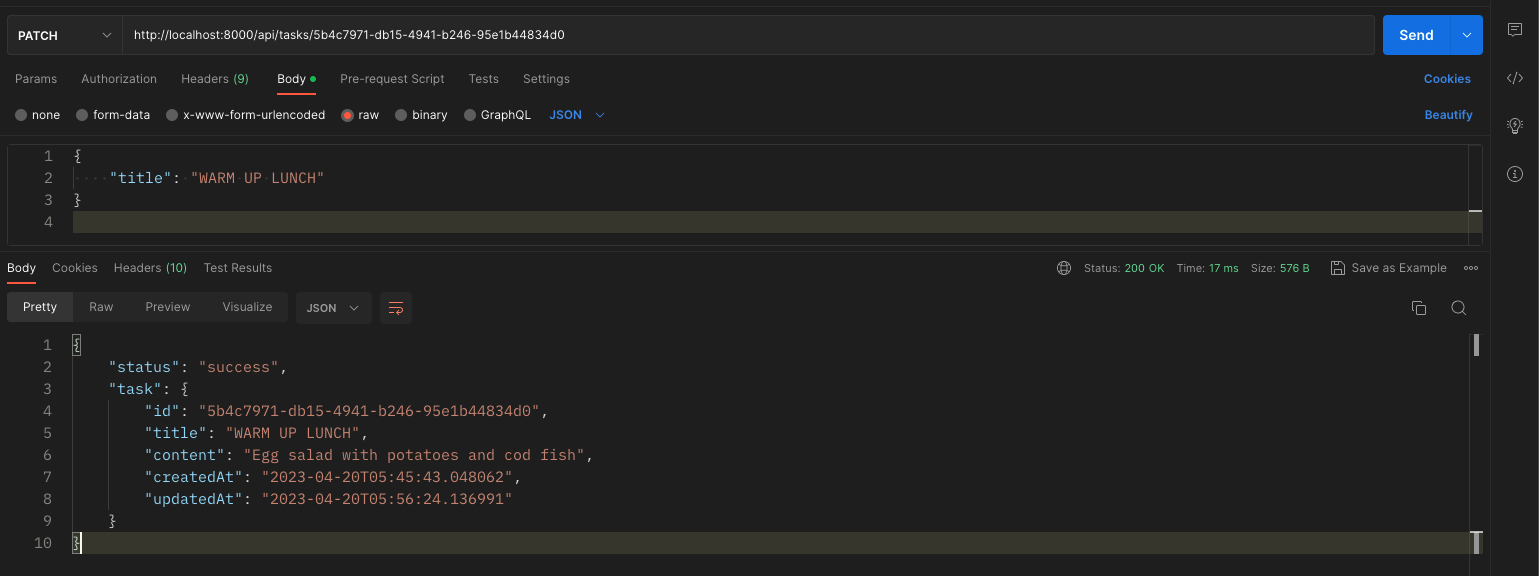 PATCH http://localhost:8000/api/tasks/5b4c7971-db15-4941-b246-95e1b44834d0 Send
Params Authorization Headers (9) Body Pre-request Script Tests Settings Cookies
none form-data x-www-form-urlencoded raw binary GraphQL JSON Beautify
1 {
2 ····"title":·"WARM·UP·LUNCH"
3 }
4
Body Cookies Headers (10) Test Results Status: 200 OK Time: 17 ms Size: 576 B Save as Example
Pretty Raw Preview Visualize JSON
1 {
2 "status": "success",
3 "task": {
4 "id": "5b4c7971-db15-4941-b246-95e1b44834d0",
5 "title": "WARM UP LUNCH",
6 "content": "Egg salad with potatoes and cod fish",
7 "createdAt": "2023-04-20T05:45:43.048062",
8 "updatedAt": "2023-04-20T05:56:24.136991"
9 }
10 }